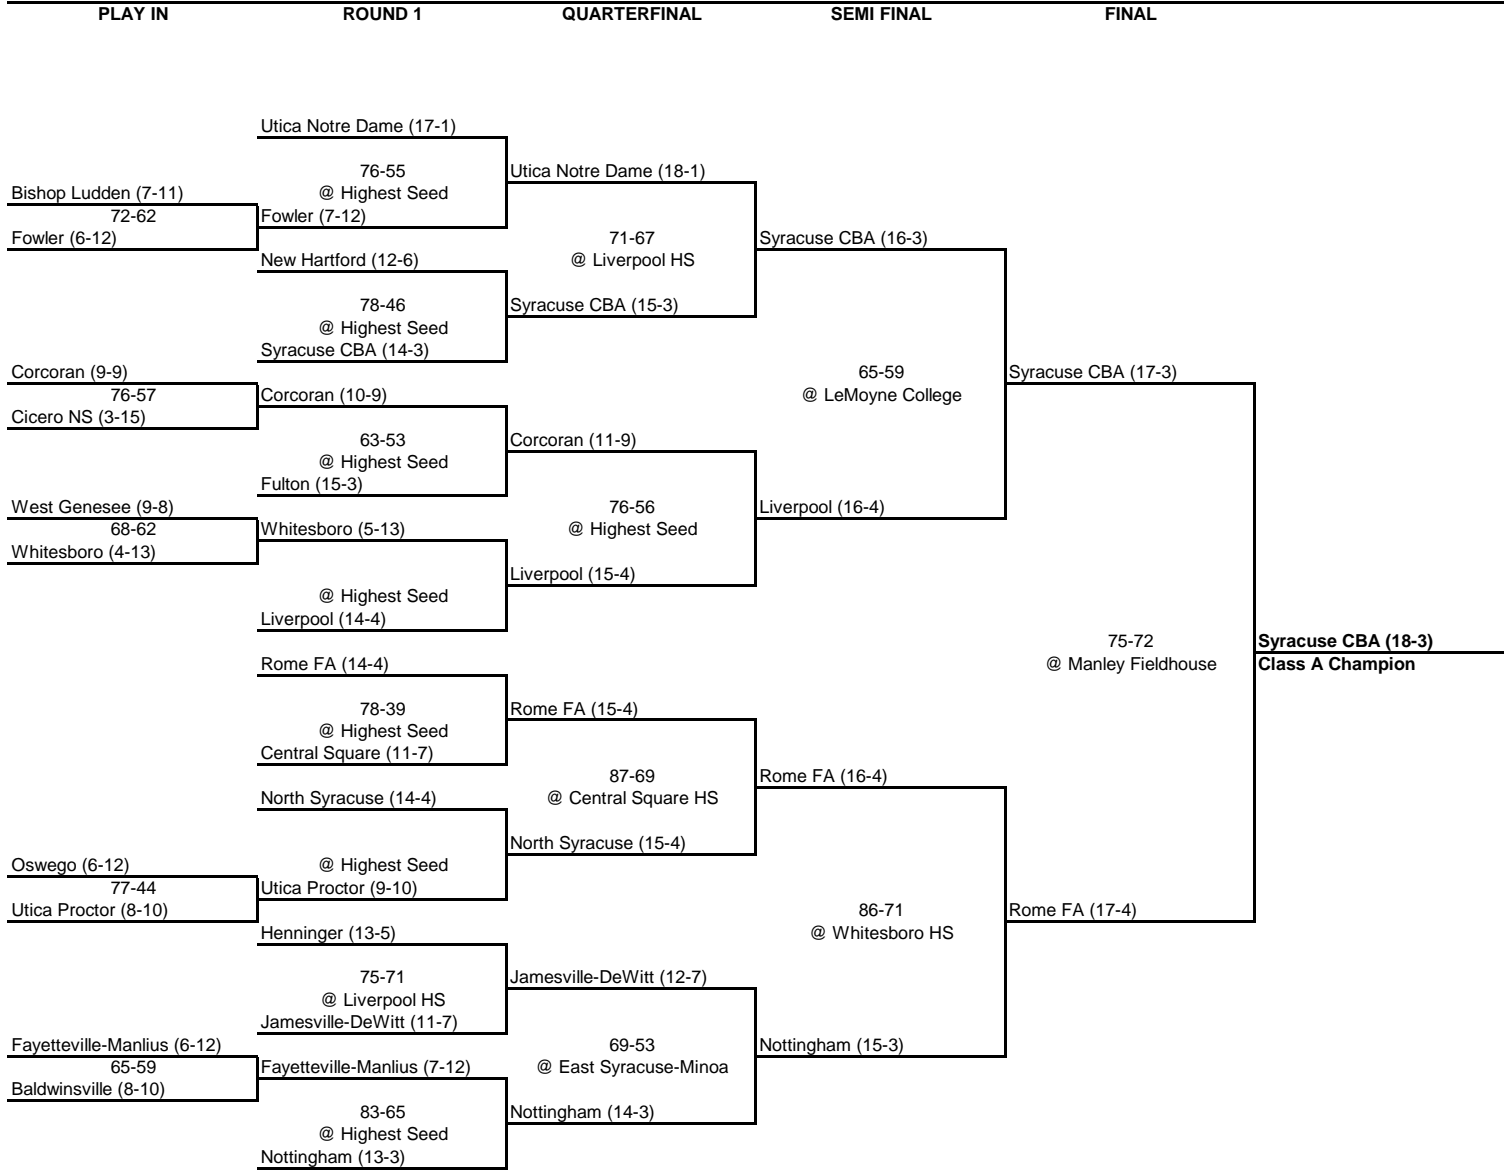 PLAY IN ROUND 1 QUARTERFINAL SEMI FINAL FINAL
Utica Notre Dame (17-1)
76-55 Utica Notre Dame (18-1)
Bishop Ludden (7-11) @ Highest Seed
72-62 Fowler (7-12)
Fowler (6-12) 71-67 Syracuse CBA (16-3)
New Hartford (12-6) @ Liverpool HS
78-46 Syracuse CBA (15-3)
@ Highest Seed
Syracuse CBA (14-3)
Corcoran (9-9) 65-59 Syracuse CBA (17-3)
76-57 Corcoran (10-9) @ LeMoyne College
Cicero NS (3-15)
63-53 Corcoran (11-9)
@ Highest Seed
Fulton (15-3)
West Genesee (9-8) 76-56 Liverpool (16-4)
68-62 Whitesboro (5-13) @ Highest Seed
Whitesboro (4-13)
Liverpool (15-4)
@ Highest Seed
Liverpool (14-4)
75-72 Syracuse CBA (18-3)
Rome FA (14-4) @ Manley Fieldhouse Class A Champion
78-39 Rome FA (15-4)
@ Highest Seed
Central Square (11-7)
87-69 Rome FA (16-4)
North Syracuse (14-4) @ Central Square HS
North Syracuse (15-4)
Oswego (6-12) @ Highest Seed
77-44 Utica Proctor (9-10)
Utica Proctor (8-10) 86-71 Rome FA (17-4)
Henninger (13-5) @ Whitesboro HS
75-71 Jamesville-DeWitt (12-7)
@ Liverpool HS
Jamesville-DeWitt (11-7)
Fayetteville-Manlius (6-12) 69-53 Nottingham (15-3)
65-59 Fayetteville-Manlius (7-12) @ East Syracuse-Minoa
Baldwinsville (8-10)
83-65 Nottingham (14-3)
@ Highest Seed
Nottingham (13-3)